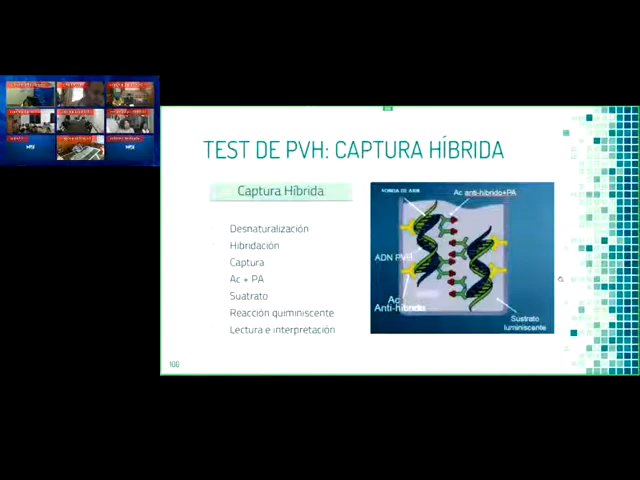 TEST DE PVH: CAPTURA HÍBRIDA
Captura Híbrida
Desnaturalización
Hibridación
Captura
Ac + PA
Suatrato
Reacción quiminiscente
Lectura e interpretación
SONDA DE ARN
Ac anti-hibrido+PA
ADN PVH
Ac
Anti-hibrido
Sustrato
luminiscente
100